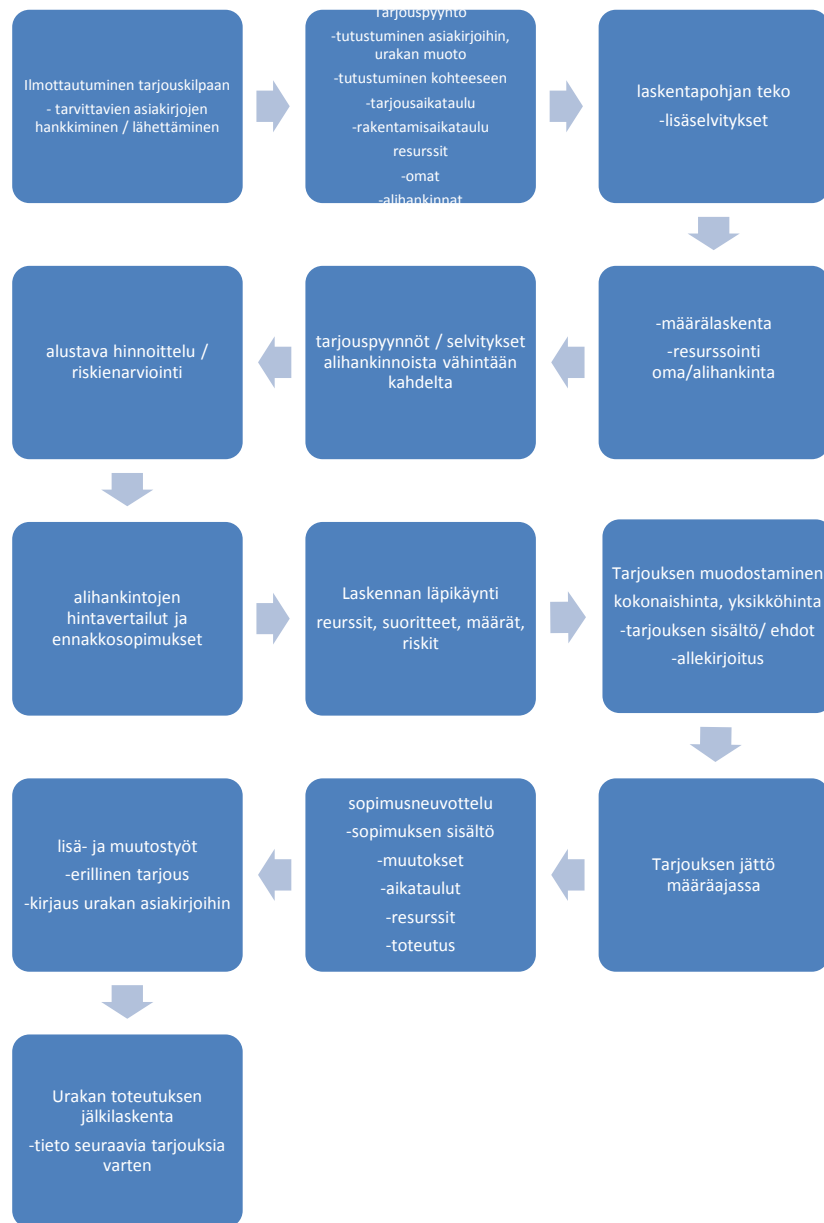 Ilmottautuminen tarjouskilpaan
- tarvittavien asiakirjojen
hankkiminen / lähettäminen
Tarjouspyyntö
-tutustuminen asiakirjoihin,
urakan muoto
-tutustuminen kohteeseen
-tarjousaikataulu
-rakentamisaikataulu
resurssit
-omat
-alihankinnat
laskentapohjan teko
-lisäselvitykset
-määrälaskenta
-resurssointi
oma/alihankinta
tarjouspyynnöt / selvitykset
alihankinnoista vähintään
kahdelta
alustava hinnoittelu /
riskienarviointi
alihankintojen
hintavertailut ja
ennakkosopimukset
Laskennan läpikäynti
reurssit, suoritteet, määrät,
riskit
Tarjouksen muodostaminen
kokonaishinta, yksikköhinta
-tarjouksen sisältö/ ehdot
-allekirjoitus
Tarjouksen jättö
määräajassa
sopimusneuvottelu
-sopimuksen sisältö
-muutokset
-aikataulut
-resurssit
-toteutus
lisä- ja muutostyöt
-erillinen tarjous
-kirjaus urakan asiakirjoihin
Urakan toteutuksen
jälkilaskenta
-tieto seuraavia tarjouksia
varten